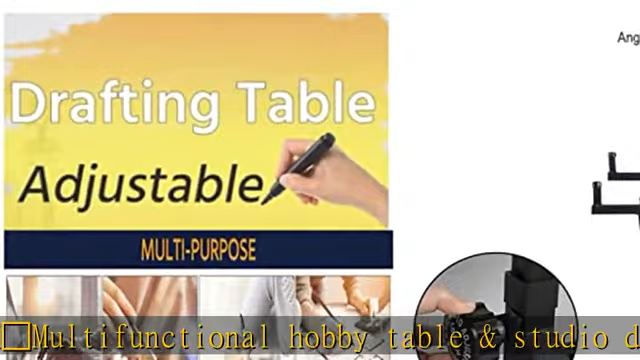 Drafting Table
Adjustable
MULTI-PURPOSE
Multifunctional hobby table & studio